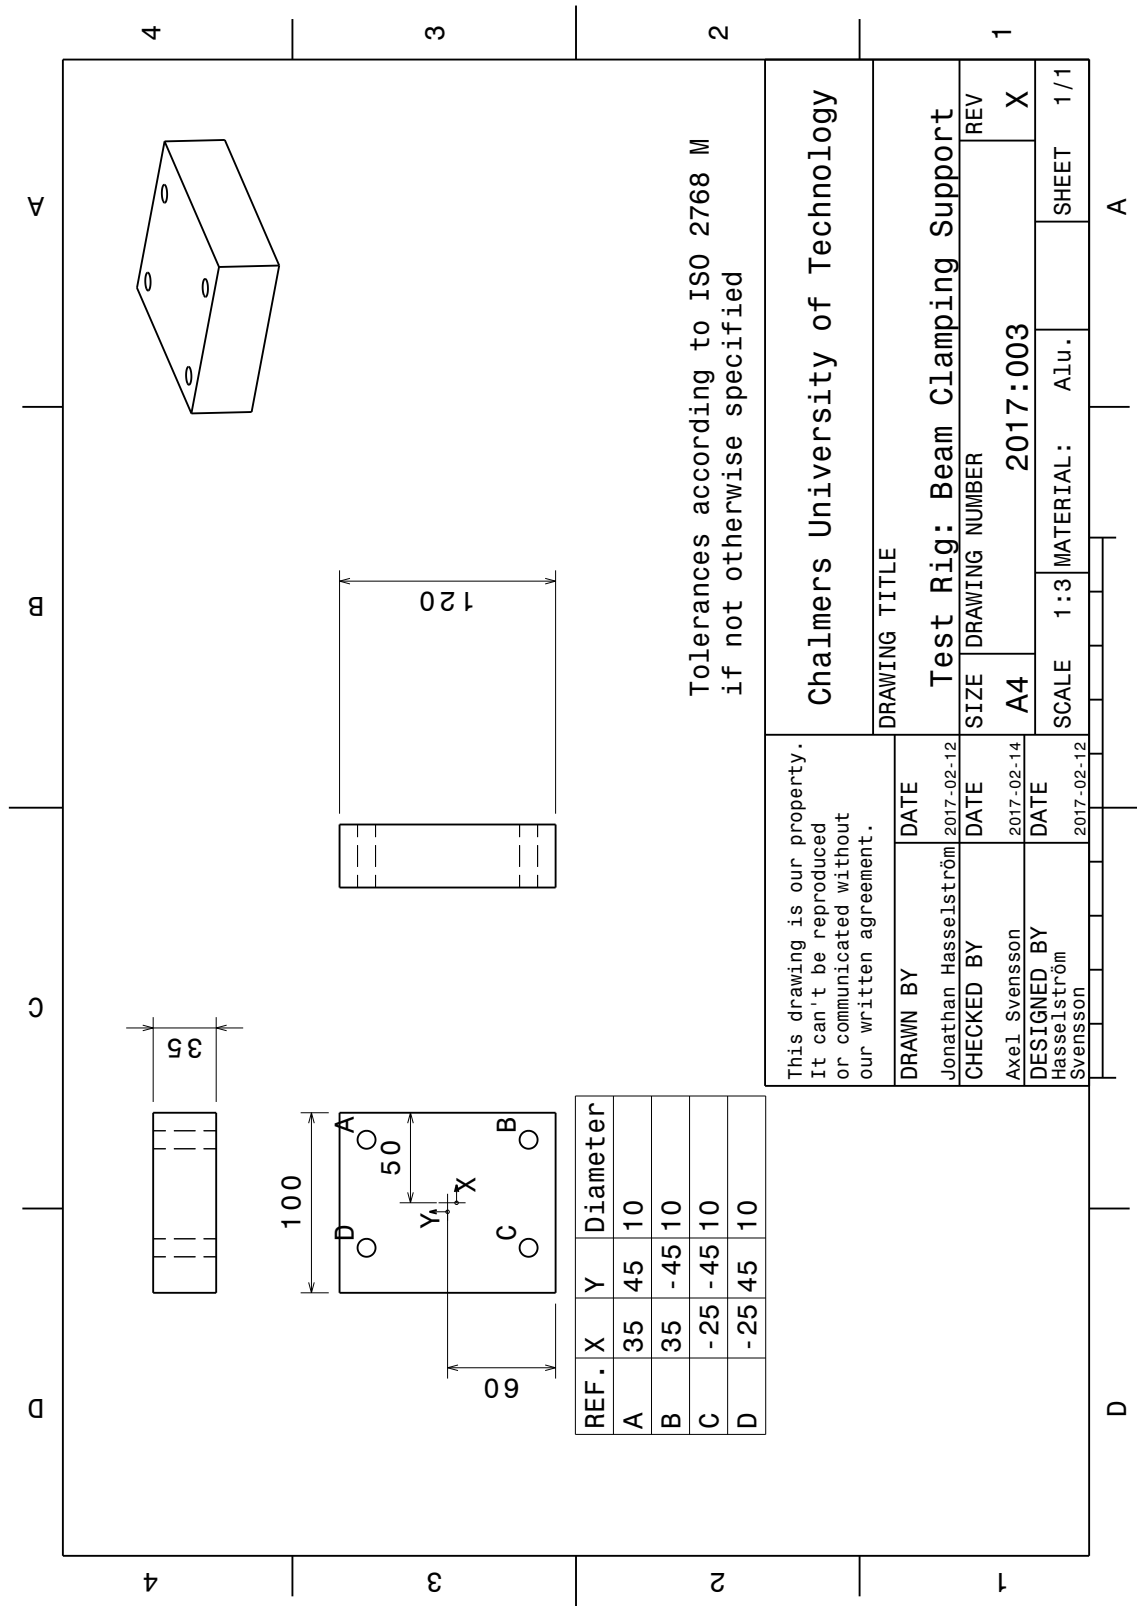 D
C
B
A
4
4
3
3
2
2
1
1
D
A
35
100
50
120
60
A
B
C
D
Y
X
REF. X Y Diameter
A 35 45 10
B 35 -45 10
C -25 -45 10
D -25 45 10
Tolerances according to ISO 2768 M
if not otherwise specified
This drawing is our property.
It can't be reproduced
or communicated without
our written agreement.
Chalmers University of Technology
DRAWN BY
Jonathan Hasselström
DATE
2017-02-12
DRAWING TITLE
Test Rig: Beam Clamping Support
CHECKED BY
Axel Svensson
DATE
2017-02-14
SIZE
A4
DRAWING NUMBER
2017:003
REV
X
DESIGNED BY
Hasselström
Svensson
DATE
2017-02-12
SCALE 1:3
MATERIAL: Alu.
SHEET 1/1